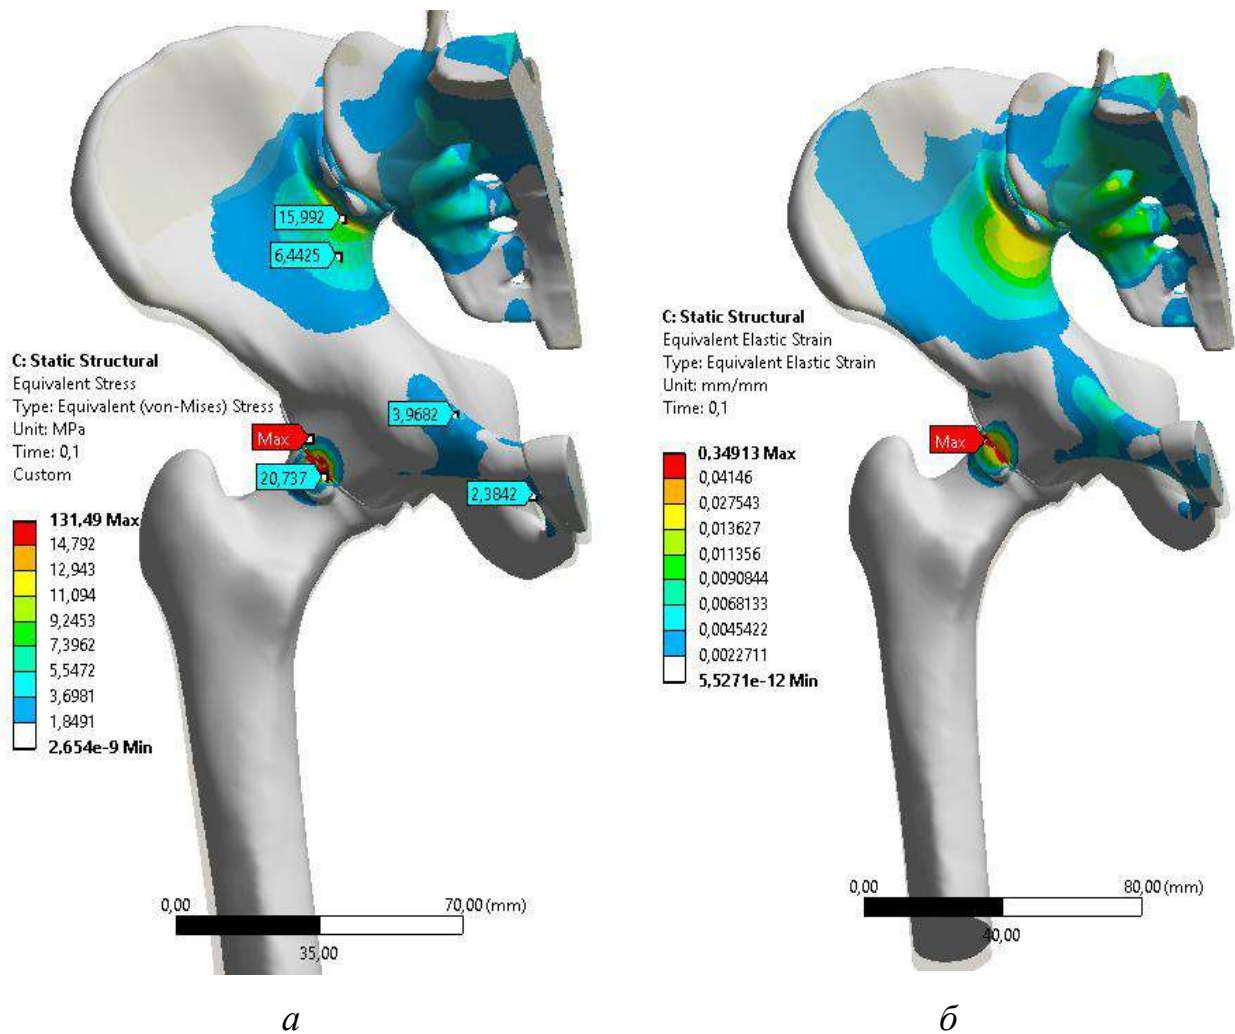 15,992
6,4425
C: Static Structural
Equivalent Stress
Type: Equivalent (von-Mises) Stress
Unit: MPa
Time: 0,1
Custom
3,9682
Max
20,737
2,3842
131,49 Max
14,792
12,943
11,094
9,2453
7,3962
5,5472
3,6981
1,8491
2,654e-9 Min
0,00
70,00 (mm)
35,00
а
C: Static Structural
Equivalent Elastic Strain
Type: Equivalent Elastic Strain
Unit: mm/mm
Time: 0,1
Max
0,34913 Max
0,04146
0,027543
0,013627
0,011356
0,0090844
0,0068133
0,0045422
0,0022711
5,5271e-12 Min
0,00
80,00 (mm)
40,00
б